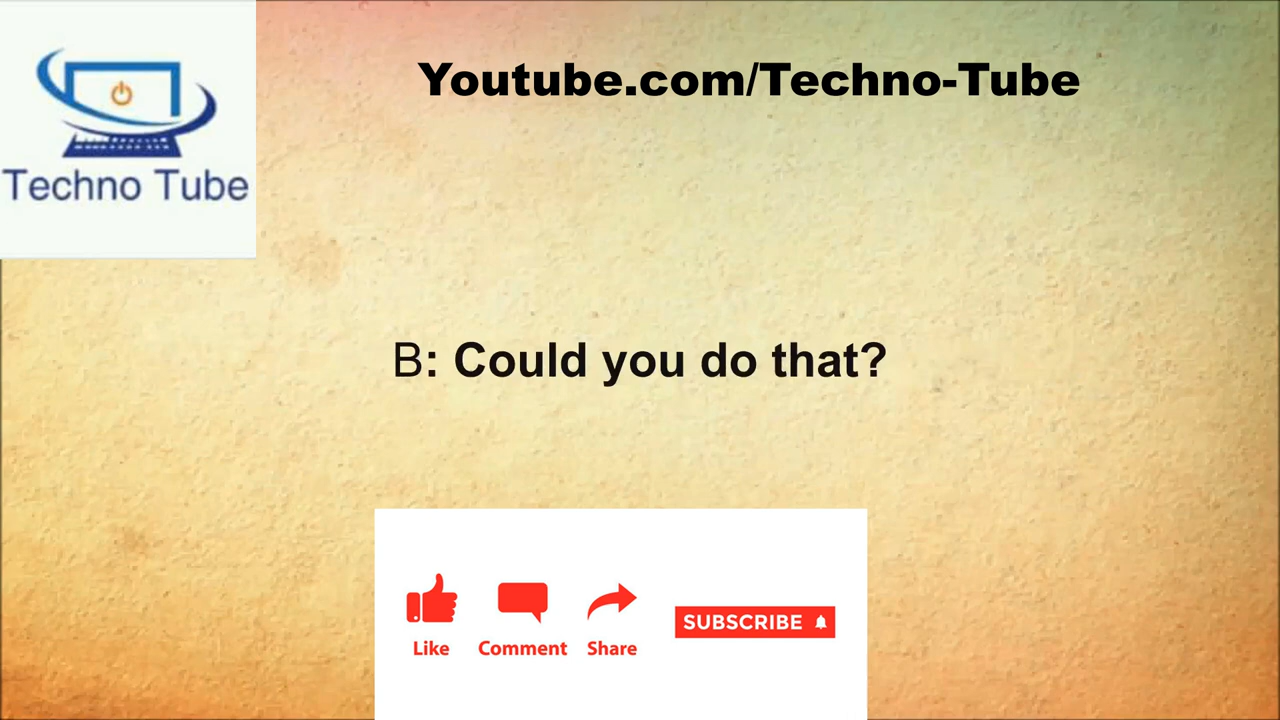 Techno Tube
Youtube.com/Techno-Tube
B: Could you do that?
Like Comment Share
SUBSCRIBE